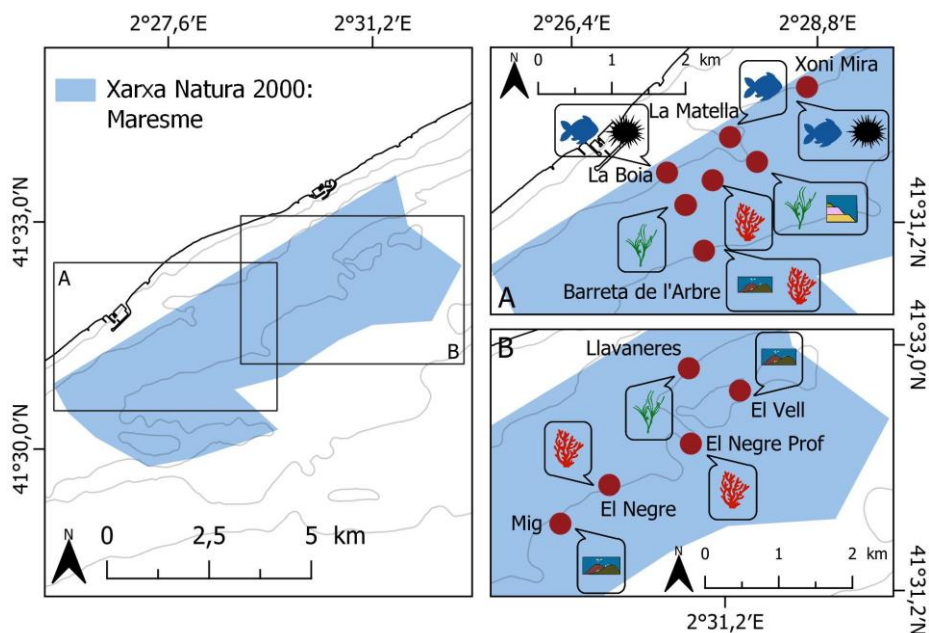 2°27,6′E
2°31,2′E
Xarxa Natura 2000:
Maresme
41°33,0′N
41°30,0′N
A
B
N
0
2,5
5 km
2°26,4′E
2°28,8′E
N
0
1
2 km
Xoni Mira
La Matella
La Boia
Barreta de l'Arbre
A
41°31,2′N
B
Llavaneres
El Vell
El Negre Prof
El Negre
Mig
N
0
1
2 km
41°33,0′N
41°31,2′N
2°31,2′E